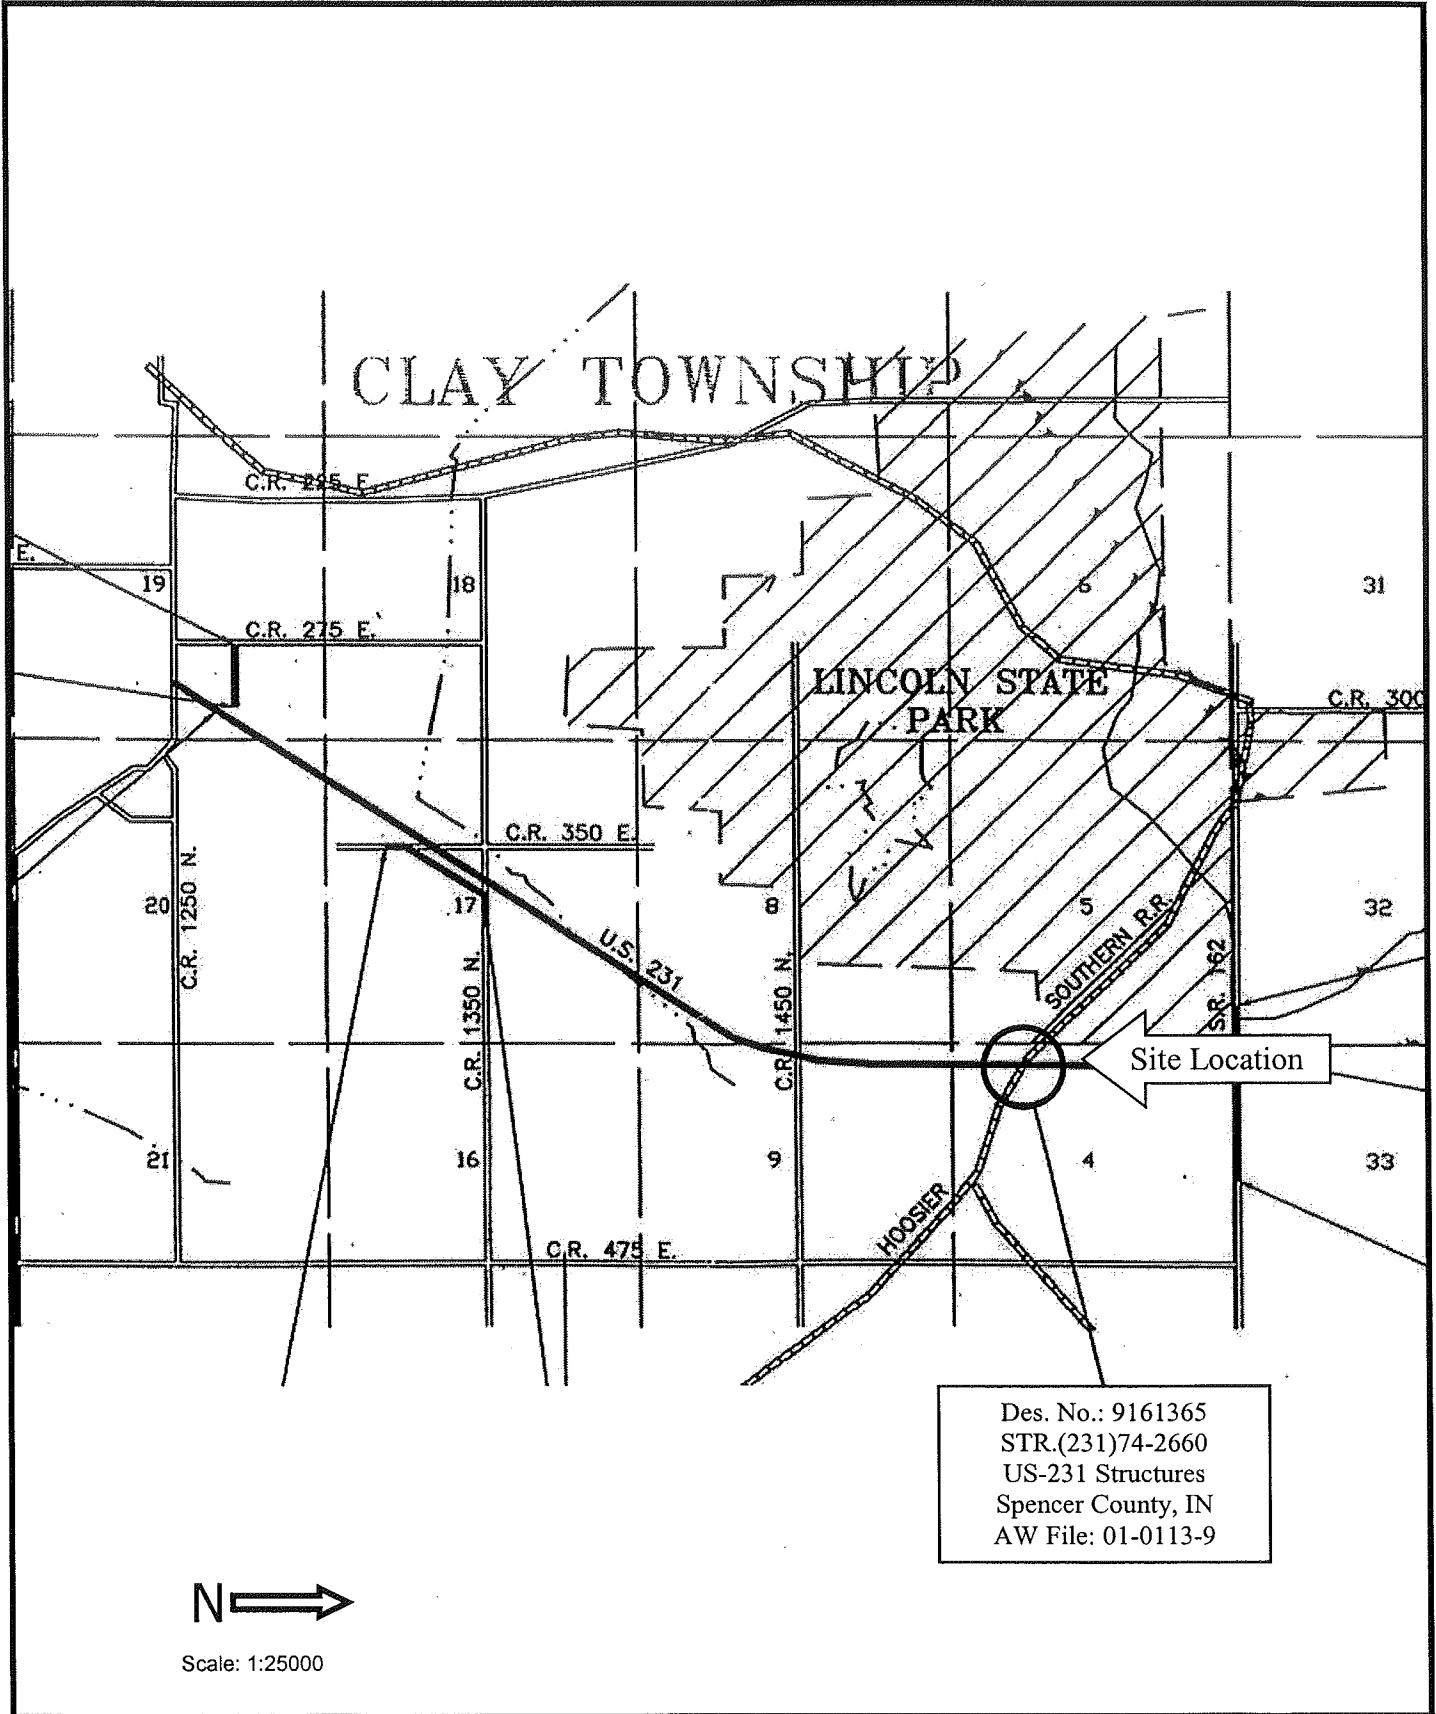 CLAY TOWNSHIP
C.R. 225 E.
E.
19
18
7
6
31
C.R. 275 E.
LINCOLN STATE
PARK
C.R. 300
C.R. 350 E.
20
C.R. 1250 N.
17
8
5
32
U.S. 231
SOUTHERN R.R.
S.R. 162
C.R. 1350 N.
C.R. 1450 N.
Site Location
21
16
9
4
33
HOOSIER
C.R. 475 E.
Des. No.: 9161365
STR.(231)74-2660
US-231 Structures
Spencer County, IN
AW File: 01-0113-9
N
Scale: 1:25000